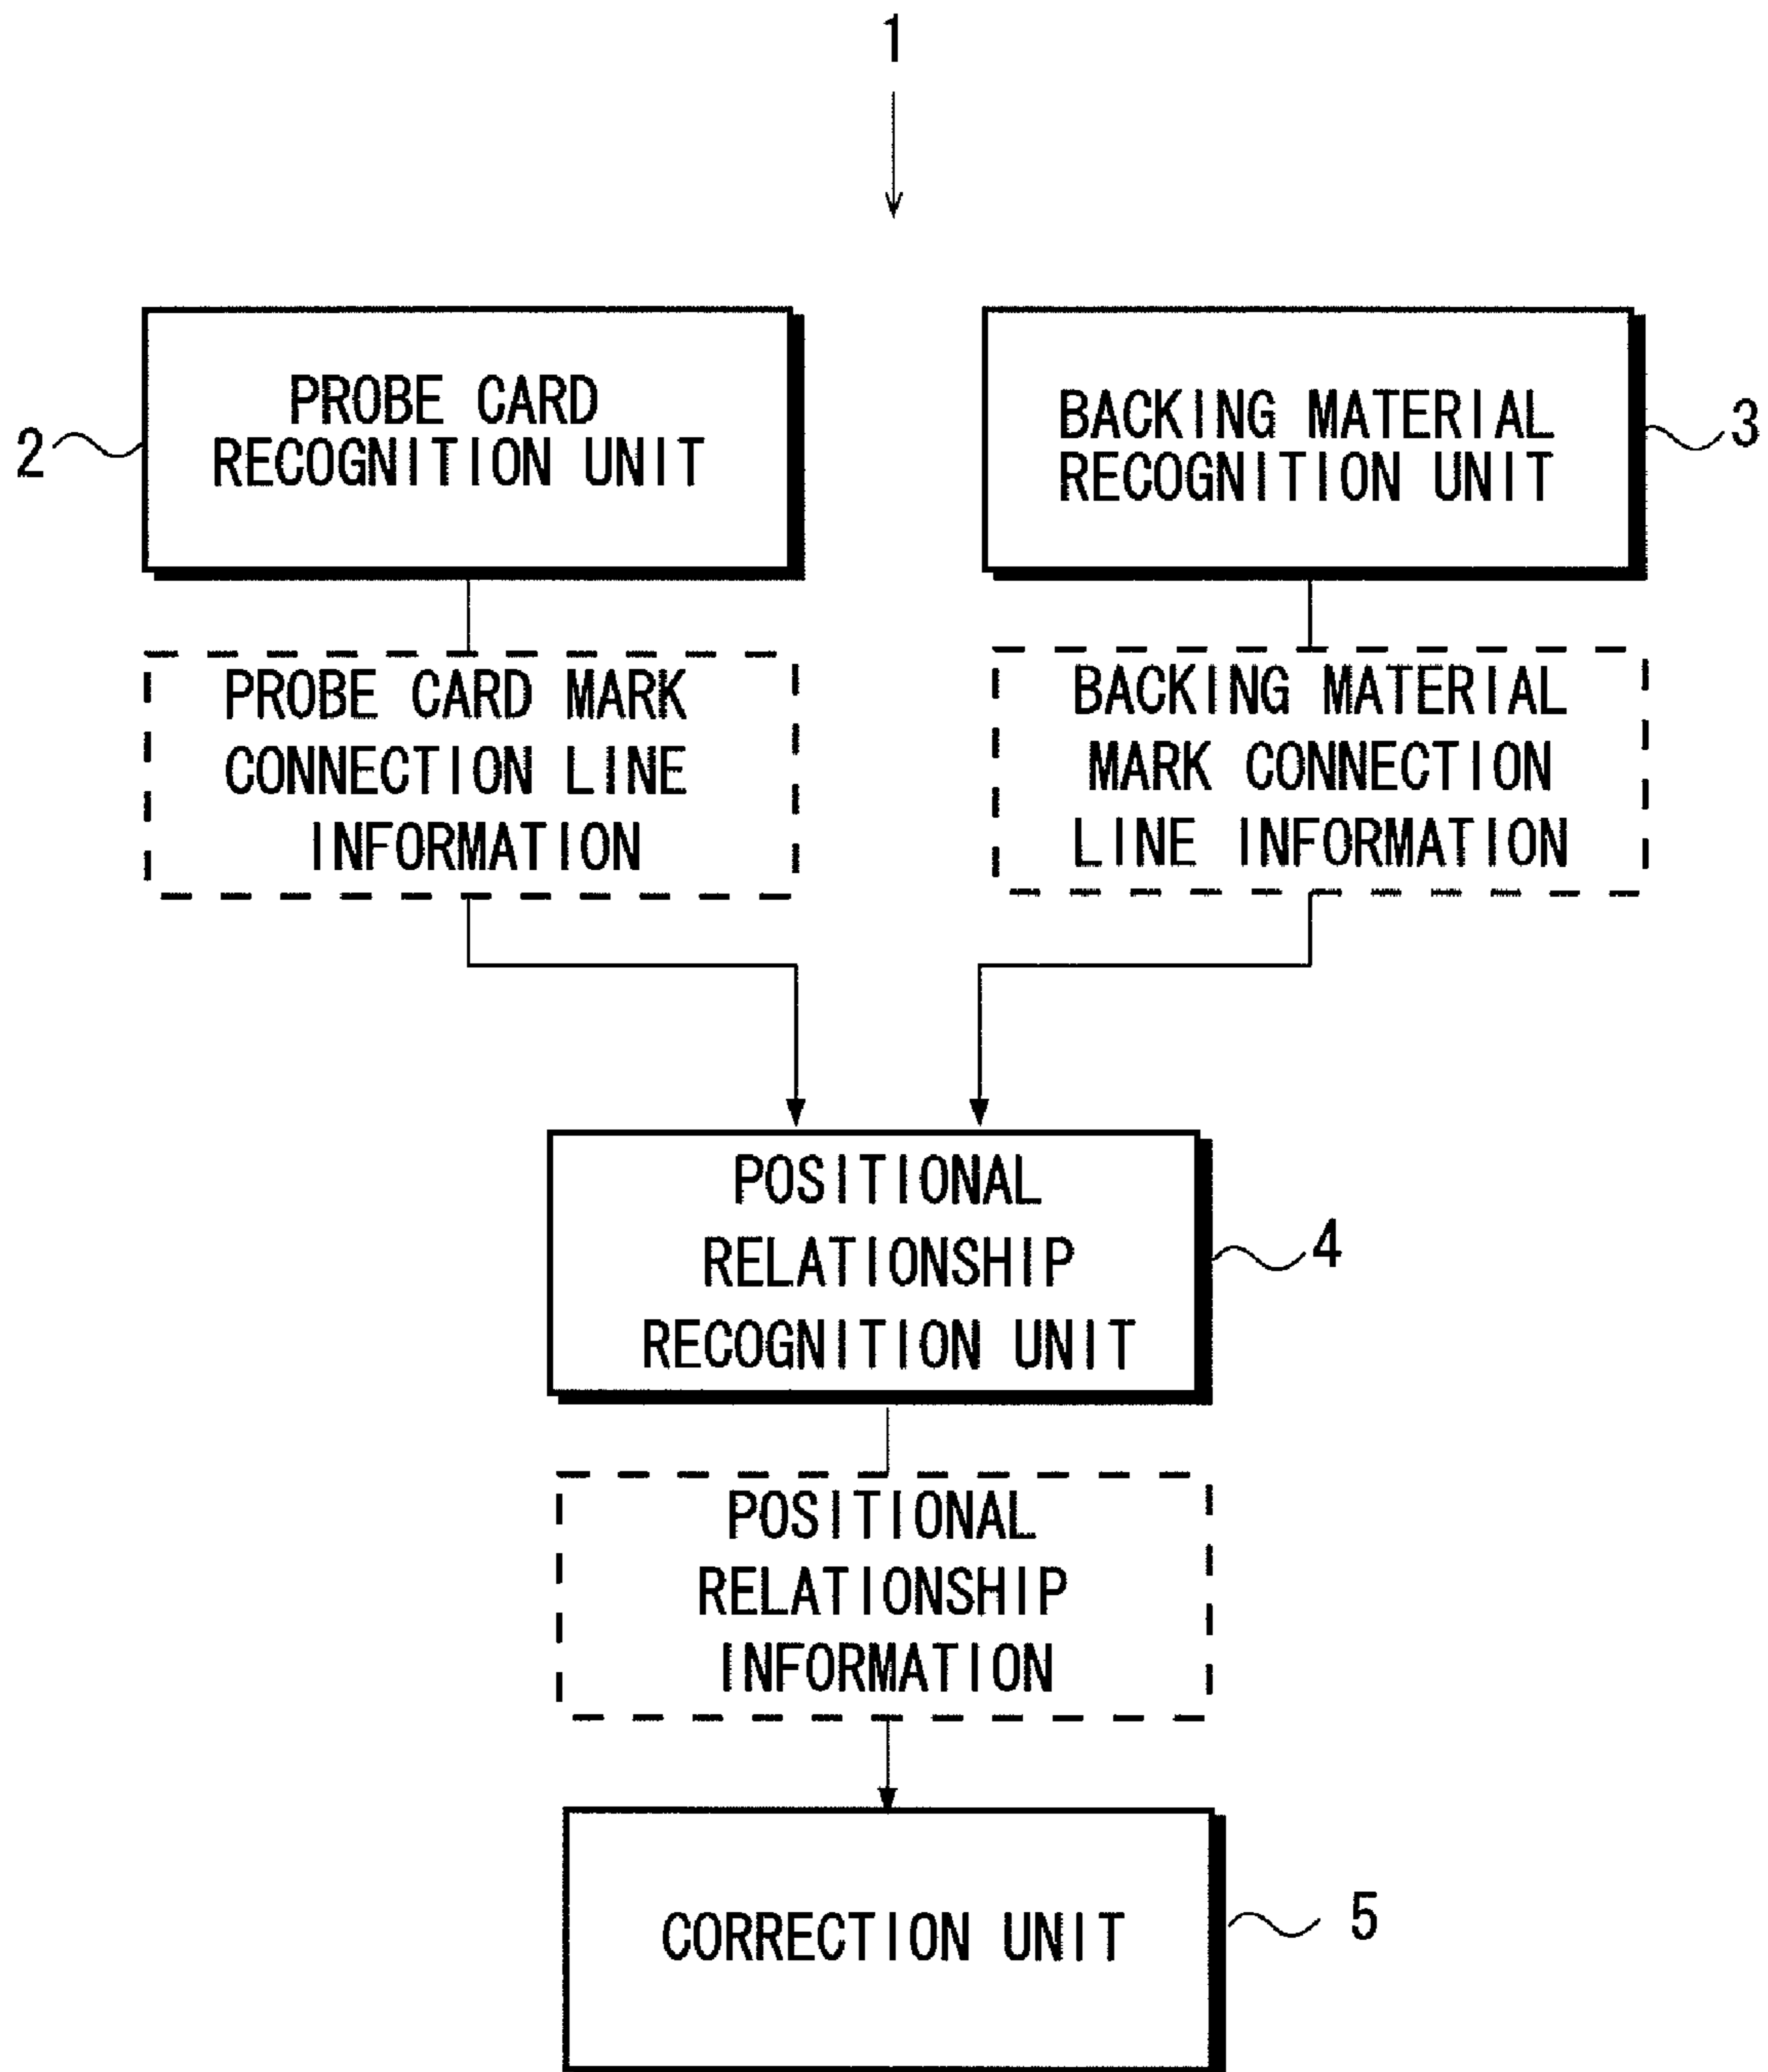 1
PROBE CARD
RECOGNITION UNIT
2
BACKING MATERIAL
RECOGNITION UNIT
3
PROBE CARD MARK
CONNECTION LINE
INFORMATION
BACKING MATERIAL
MARK CONNECTION
LINE INFORMATION
POSITIONAL
RELATIONSHIP
RECOGNITION UNIT
4
POSITIONAL
RELATIONSHIP
INFORMATION
CORRECTION UNIT
5